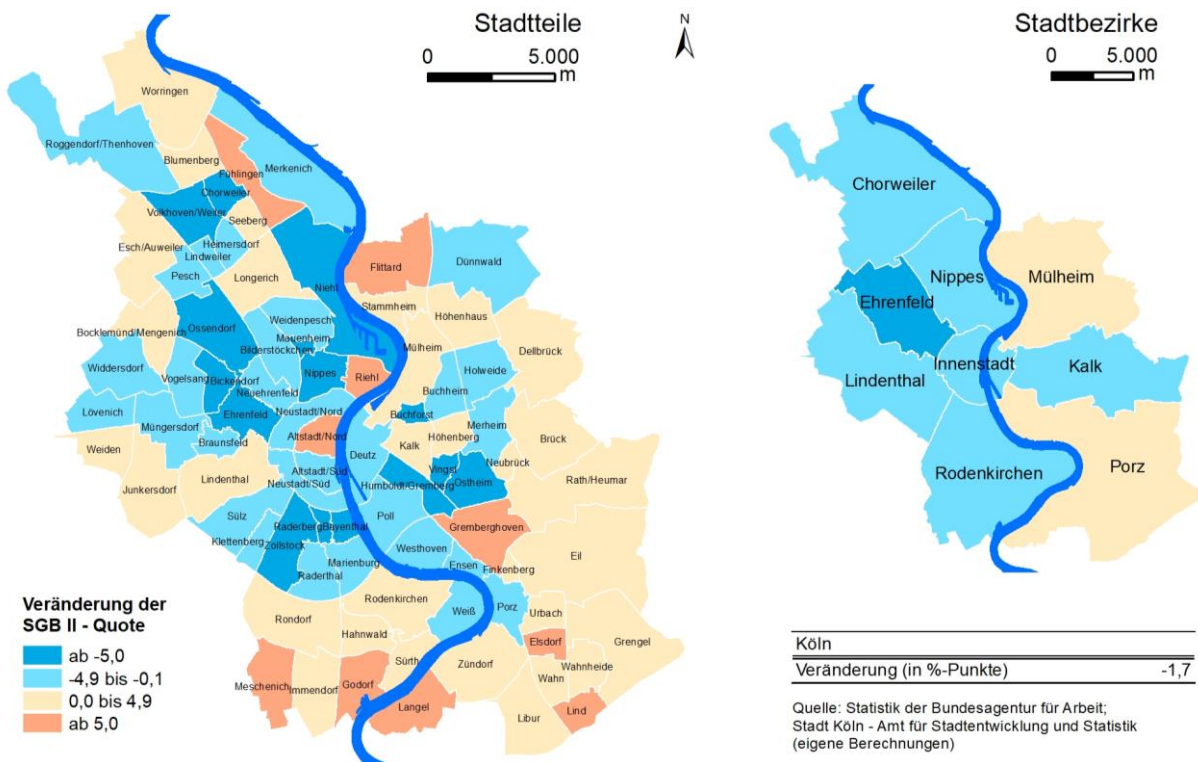 Stadtteile
0 5.000
m
N
Worringen
Roggendorf/Thenhoven
Blumenberg
Fühlingen
Merkenich
Chorweiler
Volkhoven/Weiler
Seeberg
Esch/Auweiler
Heimersdorf
Lindweiler
Pesch
Longerich
Niehl
Flittard
Dünnwald
Stammheim
Höhenhaus
Weidenpesch
Ossendorf
Mauenheim
Bilderstöckchen
Bocklemünd/Mengenich
Mülheim
Dellbrück
Widdersdorf
Vogelsang
Bickendorf
Nippes
Riehl
Holweide
Neuehrenfeld
Buchheim
Lövenich
Ehrenfeld
Neustadt/Nord
Buchforst
Müngersdorf
Altstadt/Nord
Merheim
Braunsfeld
Weiden
Deutz
Kalk
Höhenberg
Brück
Junkersdorf
Lindenthal
Altstadt/Süd
Neustadt/Süd
Vingst
Neubrück
Humboldt/Gremberg
Ostheim
Rath/Heumar
Sülz
Poll
Raderberg
Bayenthal
Gremberghoven
Klettenberg
Zollstock
Westhoven
Marienburg
Raderthal
Ensen
Finkenberg
Eil
Rodenkirchen
Weiß
Porz
Rondorf
Urbach
Hahnwald
Elsdorf
Grengel
Sürth
Zündorf
Wahnheide
Wahn
Meschenich
Immendorf
Godorf
Langel
Lind
Libur
Veränderung der
SGB II - Quote
ab -5,0
-4,9 bis -0,1
0,0 bis 4,9
ab 5,0
Stadtbezirke
0 5.000
m
Chorweiler
Nippes
Mülheim
Ehrenfeld
Innenstadt
Kalk
Lindenthal
Rodenkirchen
Porz
Köln
Veränderung (in %-Punkte) -1,7
Quelle: Statistik der Bundesagentur für Arbeit;
Stadt Köln - Amt für Stadtentwicklung und Statistik
(eigene Berechnungen)